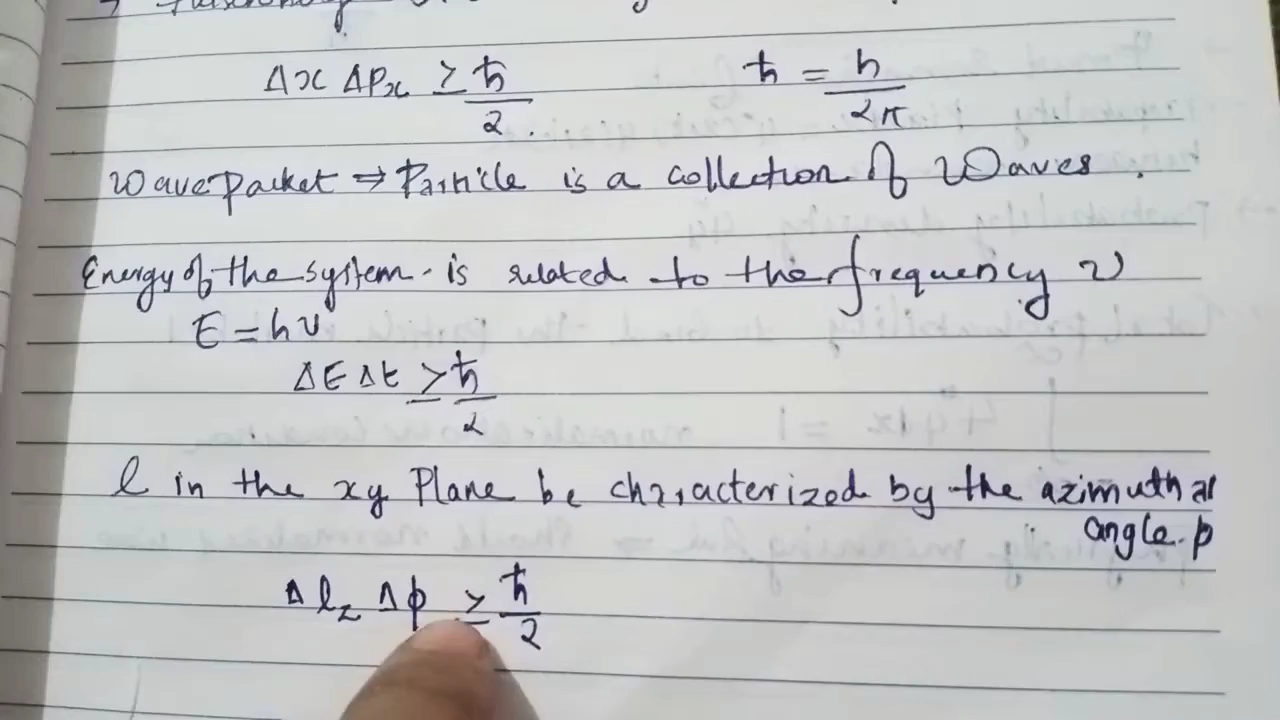 Δx ΔPx ≥ ħ/2. ħ = h/2π
Wave Packet ⇒ Particle is a collection of Waves.
Energy of the system. is related to the frequency ν
E = hν
ΔE Δt ≥ ħ/2
l in the xy Plane be characterized by the azimuthal
angle. φ
Δlz Δφ ≥ ħ/2